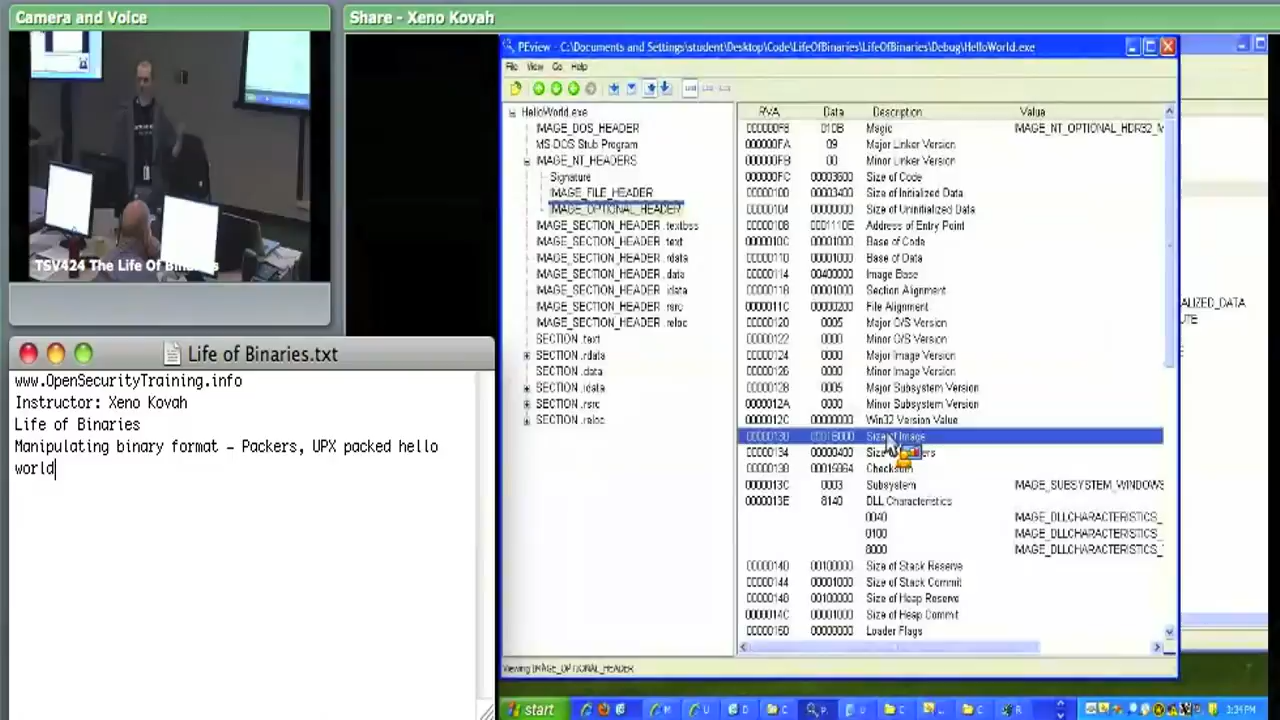 Camera and Voice
TSV424 The Life Of Binaries
Life of Binaries.txt
www.OpenSecurityTraining.info
Instructor: Xeno Kovah
Life of Binaries
Manipulating binary format - Packers, UPX packed hello
world
Share - Xeno Kovah
PEview - C:\Documents and Settings\student\Desktop\Code\LifeOfBinaries\LifeOfBinaries\Debug\HelloWorld.exe
File View Go Help
HelloWorld.exe
IMAGE_DOS_HEADER
MS-DOS Stub Program
IMAGE_NT_HEADERS
Signature
IMAGE_FILE_HEADER
IMAGE_OPTIONAL_HEADER
IMAGE_SECTION_HEADER .textbss
IMAGE_SECTION_HEADER .text
IMAGE_SECTION_HEADER .rdata
IMAGE_SECTION_HEADER .data
IMAGE_SECTION_HEADER .idata
IMAGE_SECTION_HEADER .rsrc
IMAGE_SECTION_HEADER .reloc
SECTION .text
SECTION .rdata
SECTION .data
SECTION .idata
SECTION .rsrc
SECTION .reloc
RVA Data Description Value
000000F8 010B Magic IMAGE_NT_OPTIONAL_HDR32_M
000000FA 09 Major Linker Version
000000FB 00 Minor Linker Version
000000FC 00003600 Size of Code
00000100 00003400 Size of Initialized Data
00000104 00000000 Size of Uninitialized Data
00000108 0001110E Address of Entry Point
0000010C 00001000 Base of Code
00000110 00001000 Base of Data
00000114 00400000 Image Base
00000118 00001000 Section Alignment
0000011C 00000200 File Alignment
00000120 0005 Major O/S Version
00000122 0000 Minor O/S Version
00000124 0000 Major Image Version
00000126 0000 Minor Image Version
00000128 0005 Major Subsystem Version
0000012A 0000 Minor Subsystem Version
0000012C 00000000 Win32 Version Value
00000130 0001B000 Size of Image
00000134 00000400 Size
00000138 Checksum
0000013C 0003 Subsystem IMAGE_SUBSYSTEM_WINDOWS
0000013E 8140 DLL Characteristics
0040 IMAGE_DLLCHARACTERISTICS_
0100 IMAGE_DLLCHARACTERISTICS_
8000 IMAGE_DLLCHARACTERISTICS_
00000140 00100000 Size of Stack Reserve
00000144 00001000 Size of Stack Commit
00000148 00100000 Size of Heap Reserve
0000014C 00001000 Size of Heap Commit
00000150 00000000 Loader Flags
Viewing IMAGE_OPTIONAL_HEADER
ALIZED_DATA
UTE
start
3:34 PM